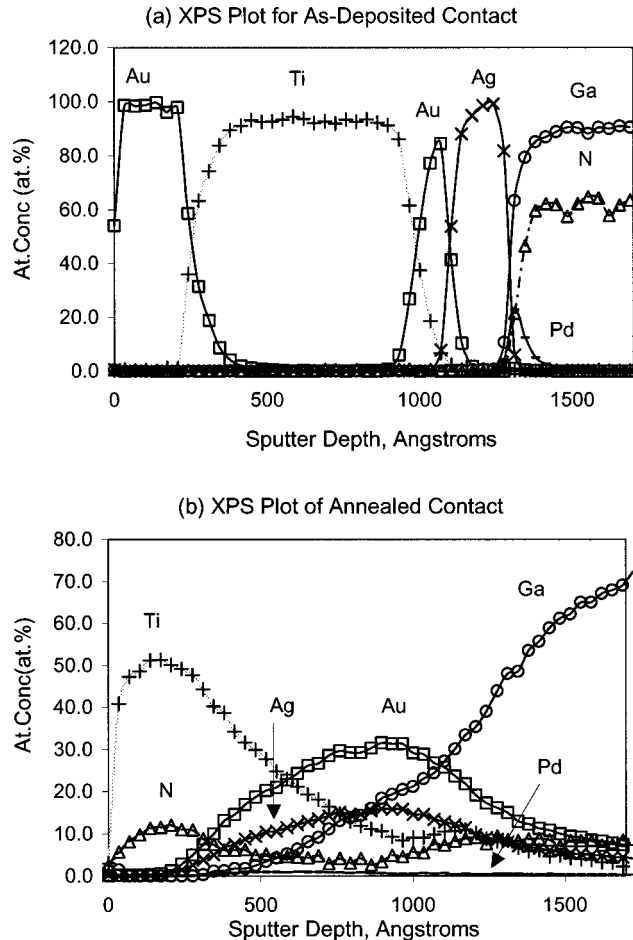 (a) XPS Plot for As-Deposited Contact
120.0
100.0
80.0
60.0
40.0
20.0
0.0
At.Conc (at.%)
Au
Ti
Au
Ag
Ga
N
Pd
0
500
1000
1500
Sputter Depth, Angstroms
(b) XPS Plot of Annealed Contact
80.0
70.0
60.0
50.0
40.0
30.0
20.0
10.0
0.0
At.Conc(at.%)
Ti
N
Ag
Au
Ga
Pd
0
500
1000
1500
Sputter Depth, Angstroms